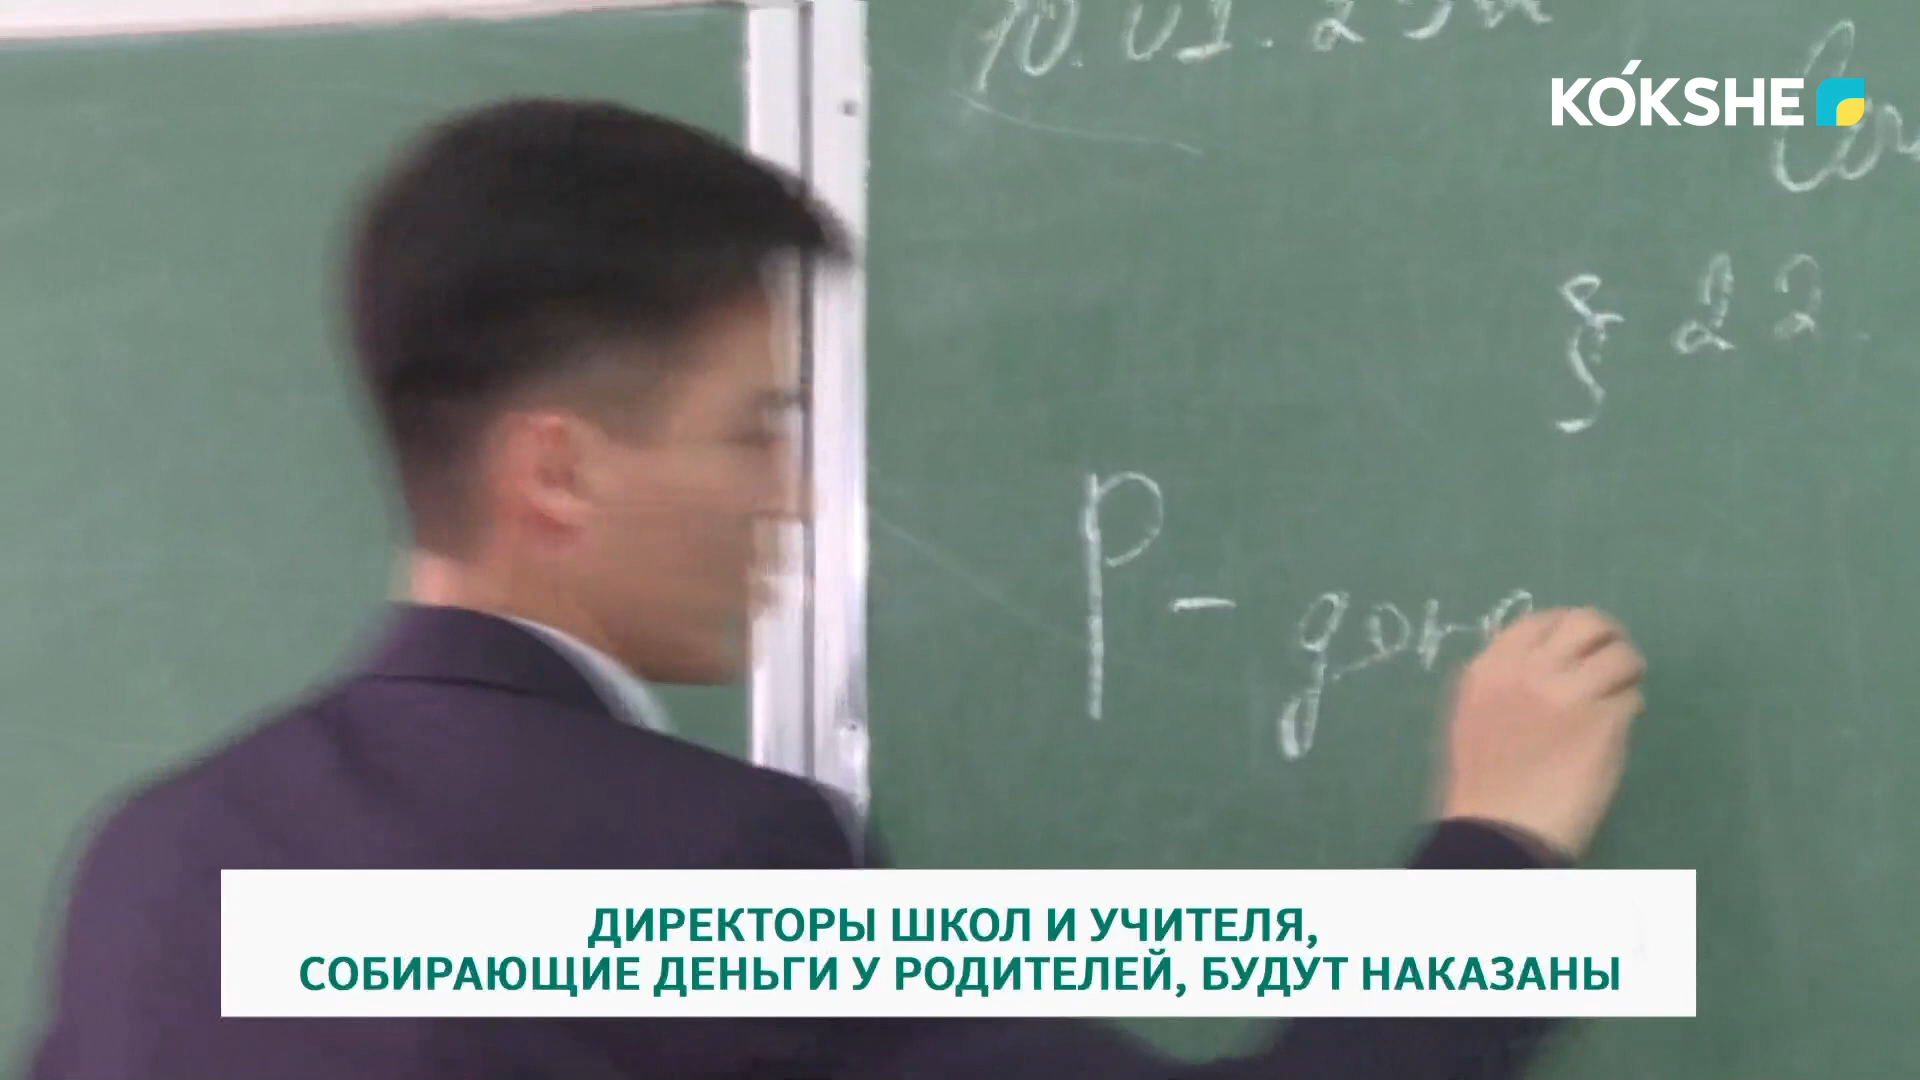 KÓKSHE
§ 22
P -
ДИРЕКТОРЫ ШКОЛ И УЧИТЕЛЯ,
СОБИРАЮЩИЕ ДЕНЬГИ У РОДИТЕЛЕЙ, БУДУТ НАКАЗАНЫ